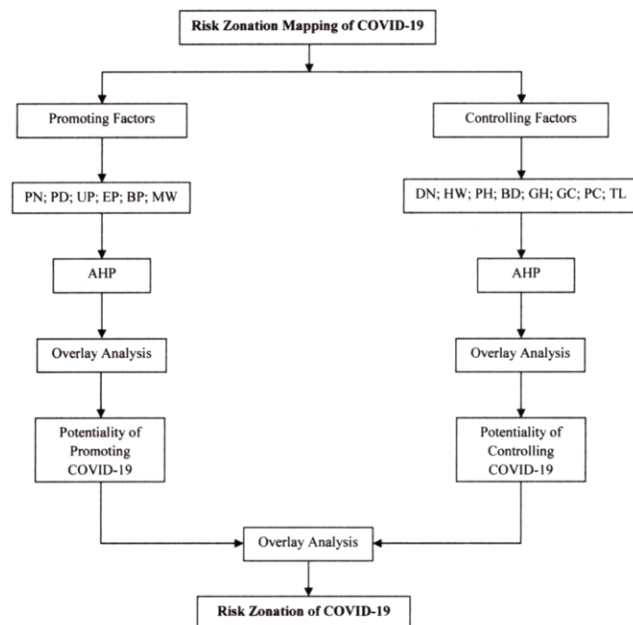 Risk Zonation Mapping of COVID-19
Promoting Factors
Controlling Factors
PN; PD; UP; EP; BP; MW
DN; HW; PH; BD; GH; GC; PC; TL
AHP
AHP
Overlay Analysis
Overlay Analysis
Potentiality of
Promoting
COVID-19
Potentiality of
Controlling
COVID-19
Overlay Analysis
Risk Zonation of COVID-19